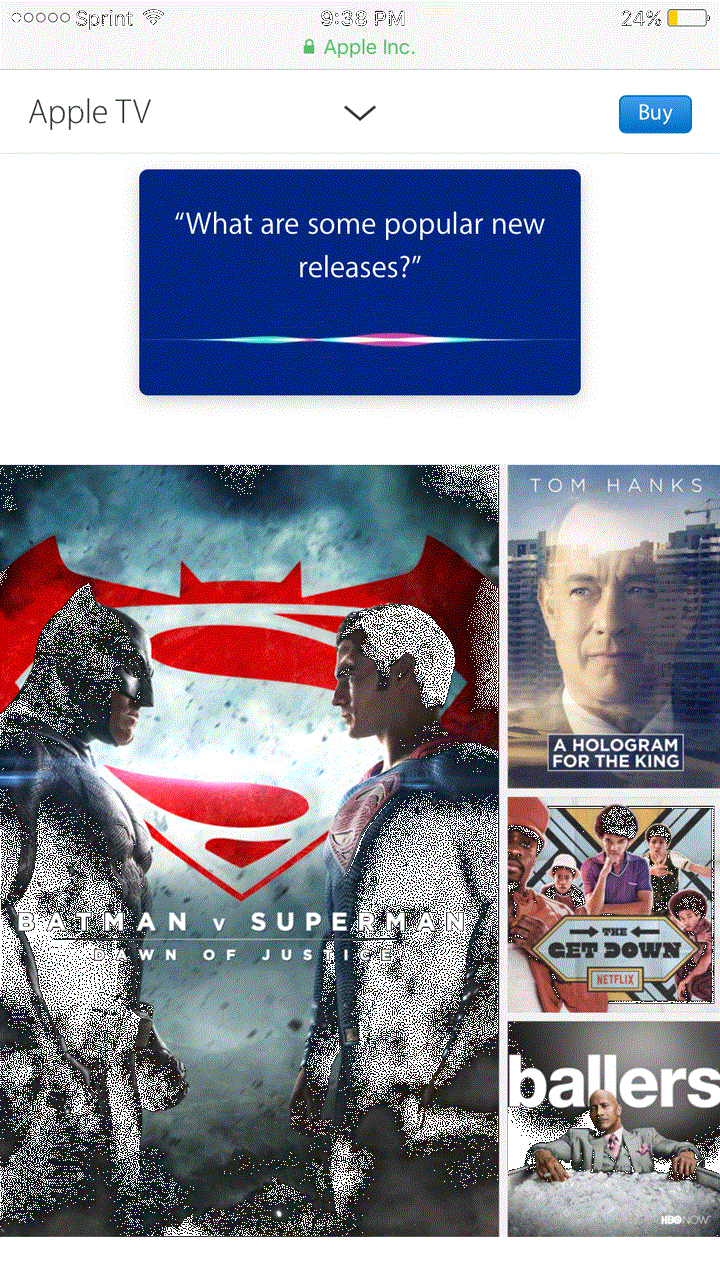 Sprint 9:38 PM 24%
Apple Inc.
Apple TV Buy
“What are some popular new
releases?”
TOM HANKS
A HOLOGRAM
FOR THE KING
BATMAN v SUPERMAN
DAWN OF JUSTICE
THE
GET DOWN
NETFLIX
ballers
HBO NOW